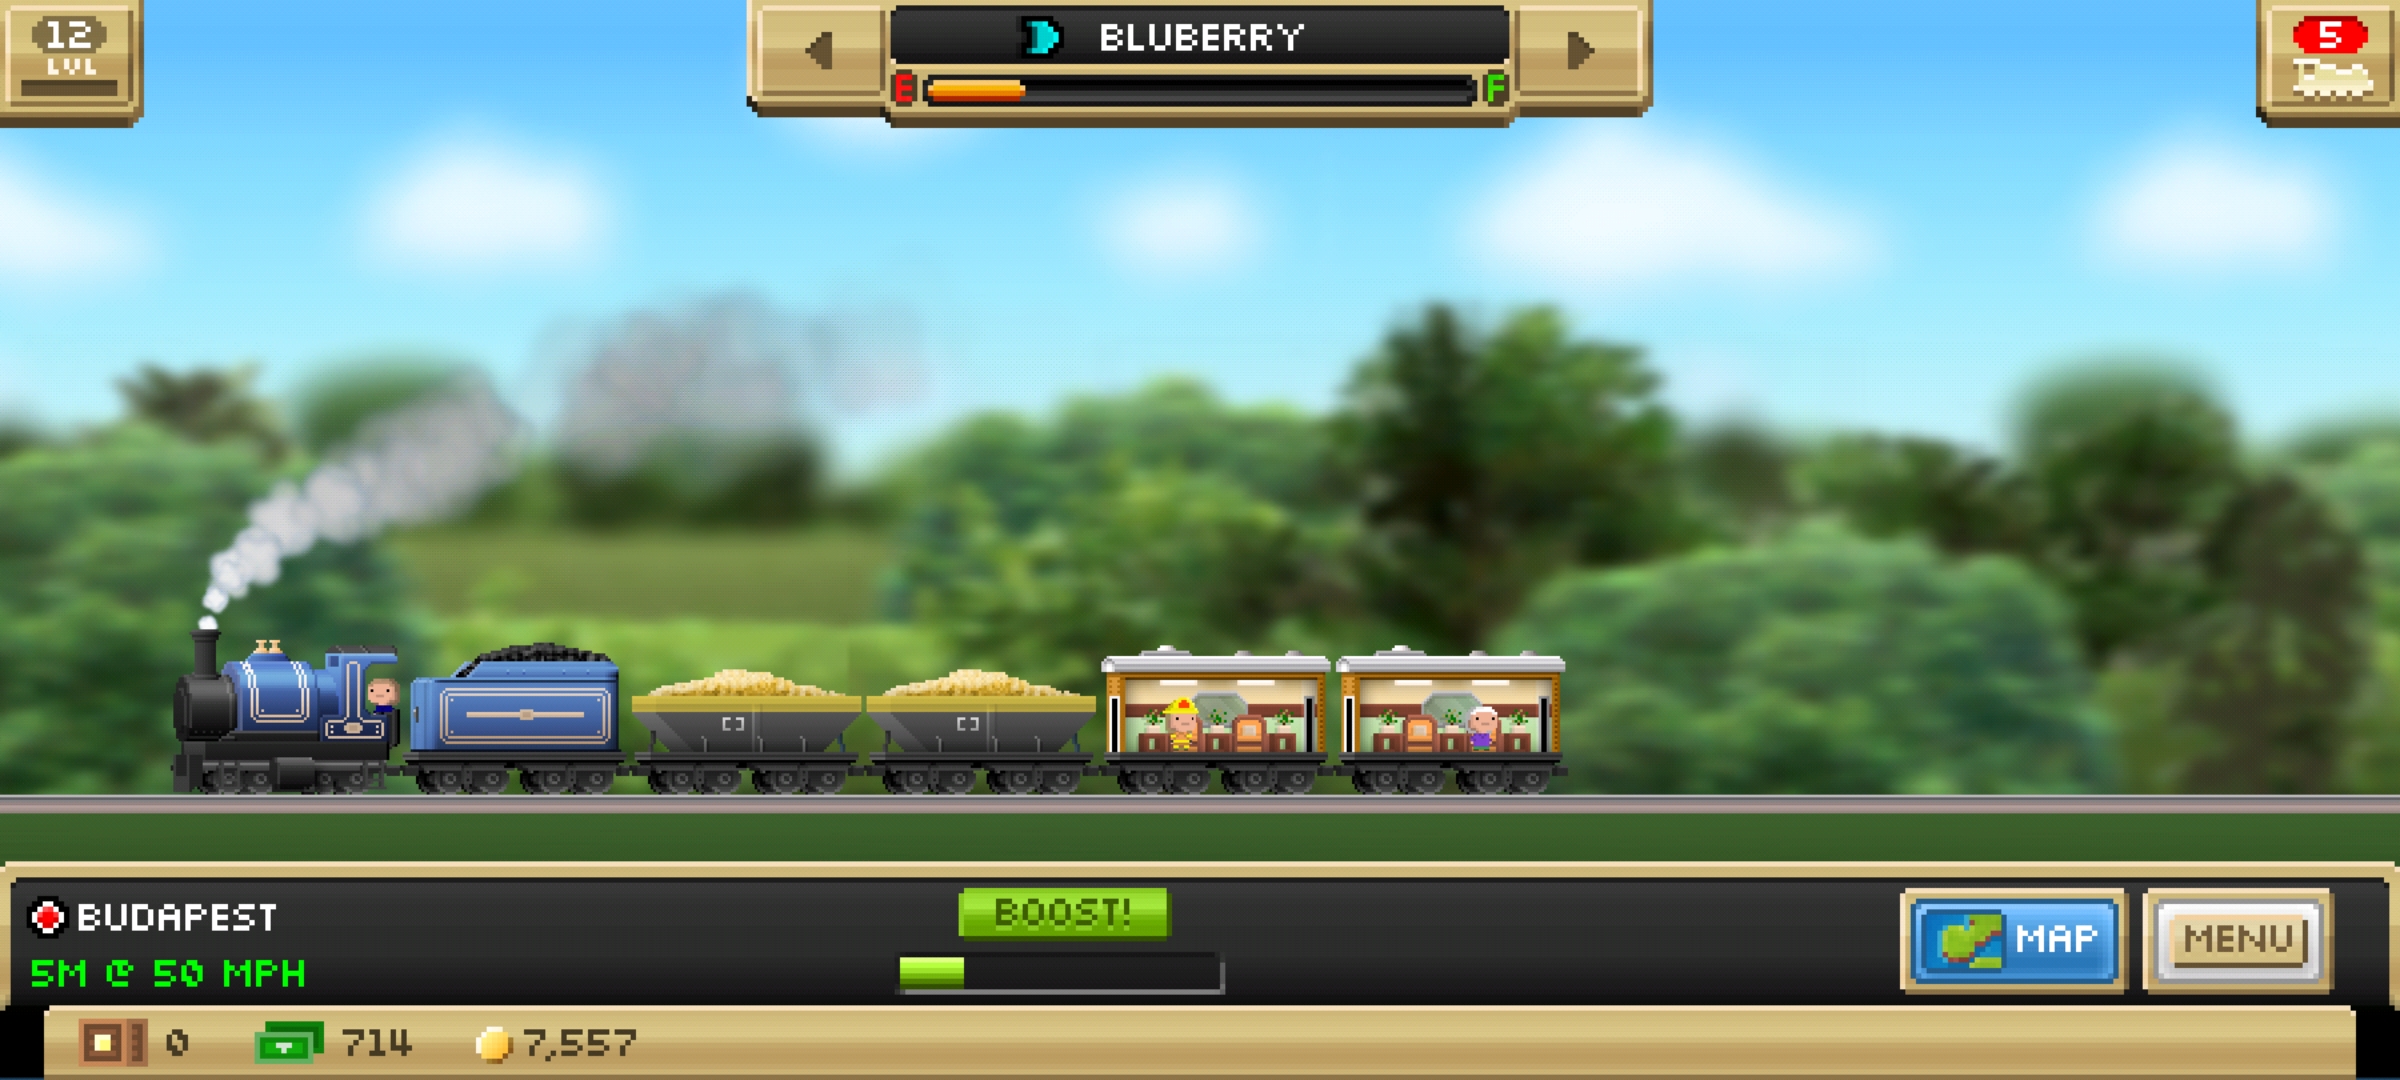 12
LVL
BLUBERRY
E F
5
BUDAPEST
5M @ 50 MPH
BOOST!
MAP
MENU
0
714
7,557